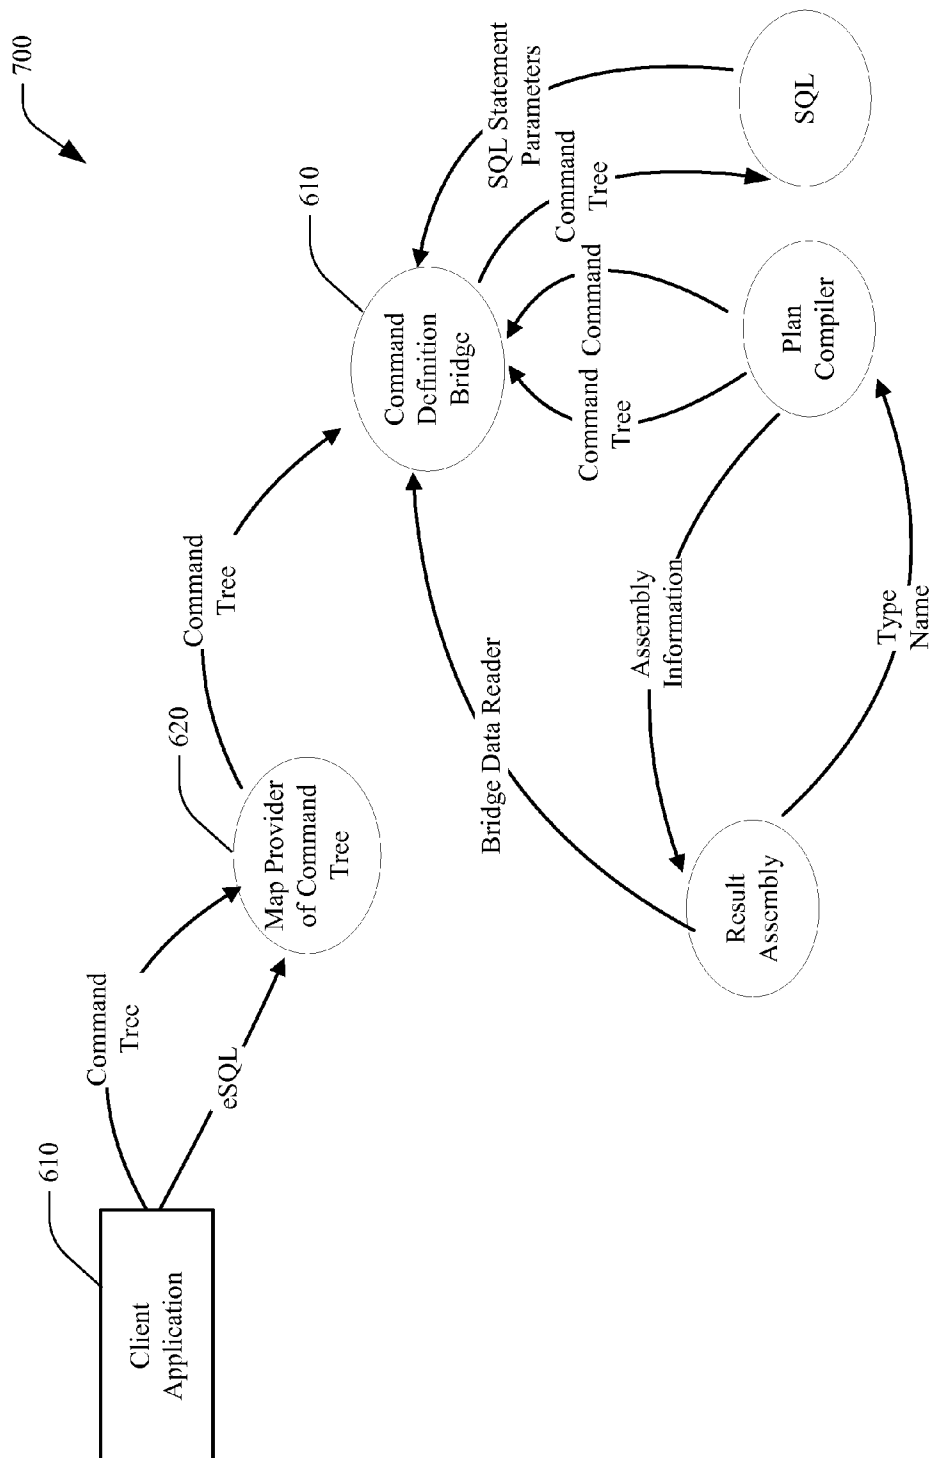 700
610
Client
Application
Command
Tree
eSQL
620
Map Provider
of Command
Tree
Command
Tree
610
Command
Definition
Bridge
SQL Statement
Parameters
Command
Tree
SQL
Command
Command
Tree
Plan
Compiler
Bridge Data Reader
Assembly
Information
Type
Name
Result
Assembly